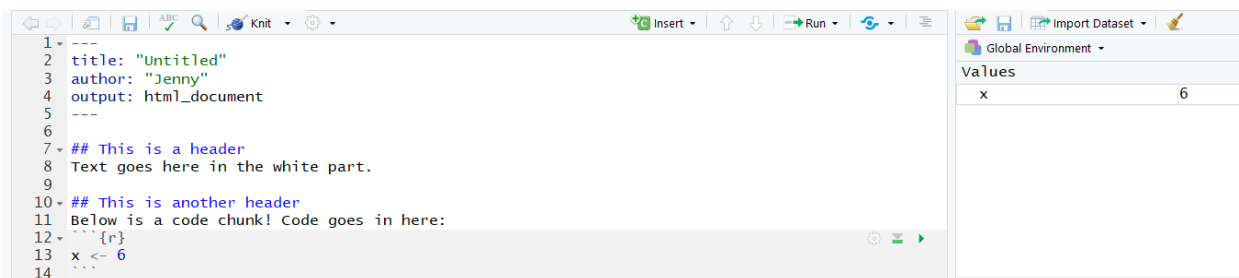 ABC Knit Insert Run Import Dataset
Global Environment
Values
x 6
1 ---
2 title: "Untitled"
3 author: "Jenny"
4 output: html_document
5 ---
6
7 ## This is a header
8 Text goes here in the white part.
9
10 ## This is another header
11 Below is a code chunk! Code goes in here:
12 ```{r}
13 x <- 6
14 ```